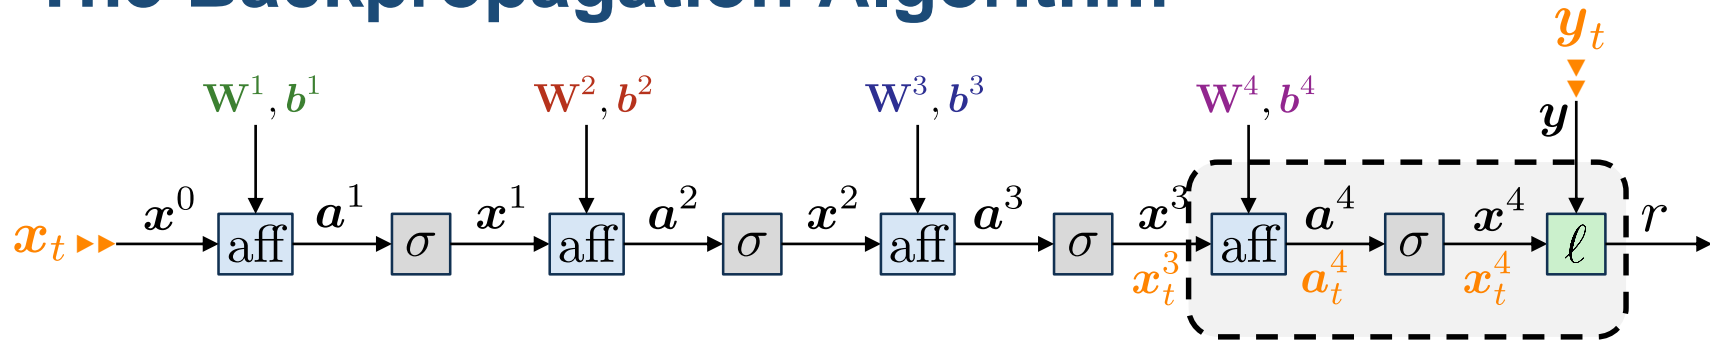 The Backpropagation Algorithm
y_t
W^1, b^1 W^2, b^2 W^3, b^3 W^4, b^4
y
x^0 a^1 x^1 a^2 x^2 a^3 x^3 a^4 x^4 r
x_t aff σ aff σ aff σ aff σ ℓ
x_t^3 a_t^4 x_t^4